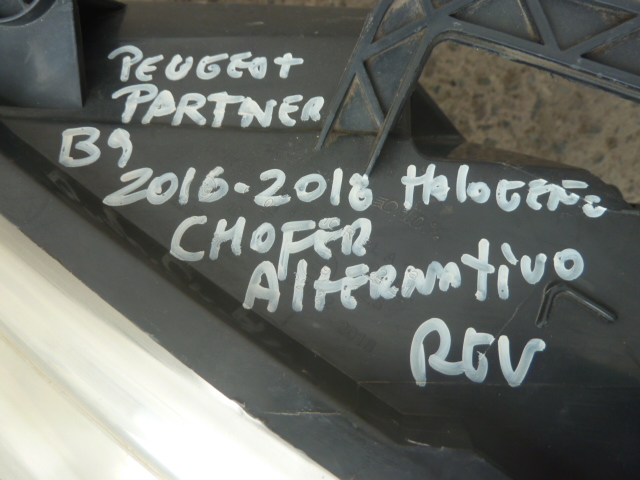 PEUGEOT
PARTNER
B9
2016-2018 HALOGENO
CHOFER
ALTERNATIVO
REV